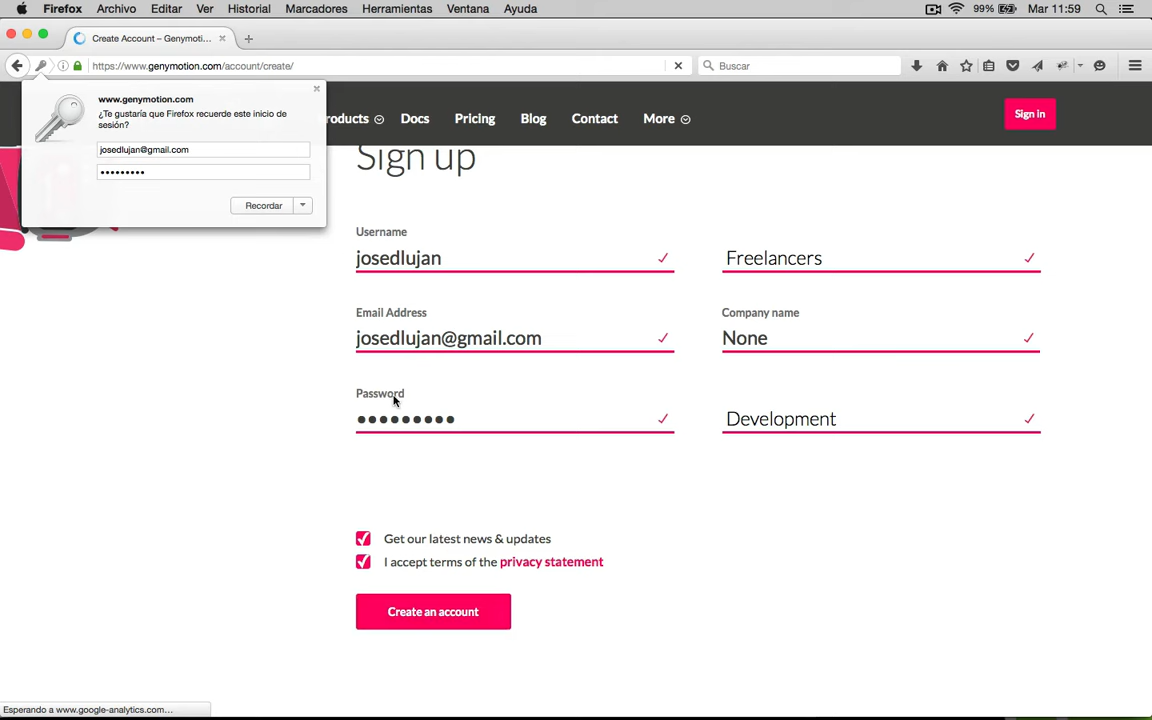 Firefox Archivo Editar Ver Historial Marcadores Herramientas Ventana Ayuda 99% Mar 11:59
Create Account – Genymoti...
https://www.genymotion.com/account/create/
Buscar
www.genymotion.com
¿Te gustaría que Firefox recuerde este inicio de
sesión?
josedlujan@gmail.com
•••••••••
Recordar
roducts Docs Pricing Blog Contact More Sign in
Sign up
Username
josedlujan
Freelancers
Email Address
josedlujan@gmail.com
Company name
None
Password
•••••••••
Development
Get our latest news & updates
I accept terms of the privacy statement
Create an account
Esperando a www.google-analytics.com...